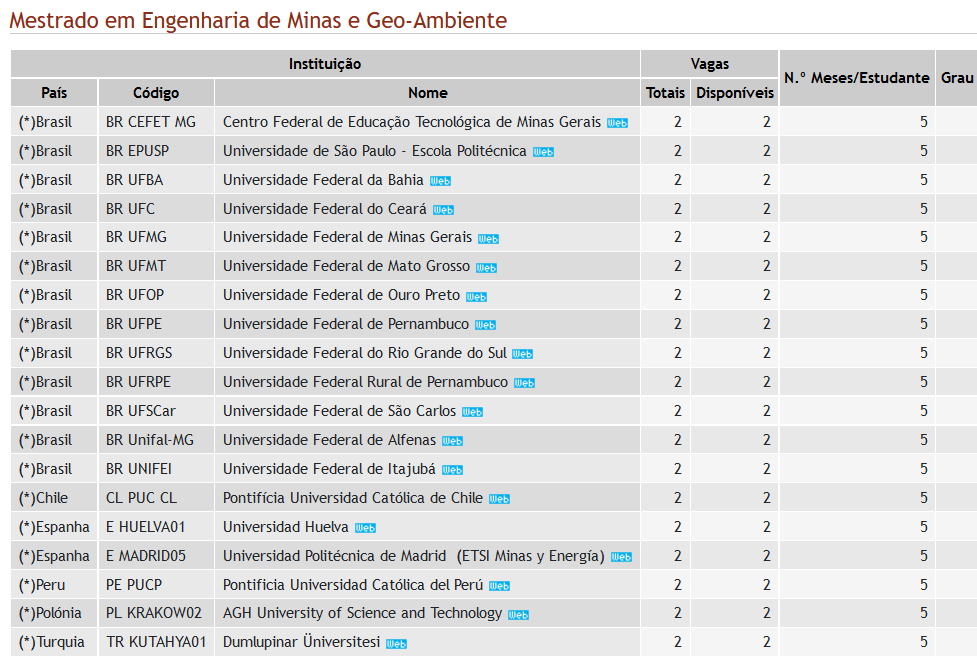 Mestrado em Engenharia de Minas e Geo-Ambiente
Instituição Vagas N.º Meses/Estudante Grau
País Código Nome Totais Disponíveis
(*)Brasil BR CEFET MG Centro Federal de Educação Tecnológica de Minas Gerais Web 2 2 5
(*)Brasil BR EPUSP Universidade de São Paulo - Escola Politécnica Web 2 2 5
(*)Brasil BR UFBA Universidade Federal da Bahia Web 2 2 5
(*)Brasil BR UFC Universidade Federal do Ceará Web 2 2 5
(*)Brasil BR UFMG Universidade Federal de Minas Gerais Web 2 2 5
(*)Brasil BR UFMT Universidade Federal de Mato Grosso Web 2 2 5
(*)Brasil BR UFOP Universidade Federal de Ouro Preto Web 2 2 5
(*)Brasil BR UFPE Universidade Federal de Pernambuco Web 2 2 5
(*)Brasil BR UFRGS Universidade Federal do Rio Grande do Sul Web 2 2 5
(*)Brasil BR UFRPE Universidade Federal Rural de Pernambuco Web 2 2 5
(*)Brasil BR UFSCar Universidade Federal de São Carlos Web 2 2 5
(*)Brasil BR Unifal-MG Universidade Federal de Alfenas Web 2 2 5
(*)Brasil BR UNIFEI Universidade Federal de Itajubá Web 2 2 5
(*)Chile CL PUC CL Pontifícia Universidad Católica de Chile Web 2 2 5
(*)Espanha E HUELVA01 Universidad Huelva Web 2 2 5
(*)Espanha E MADRID05 Universidad Politécnica de Madrid (ETSI Minas y Energía) Web 2 2 5
(*)Peru PE PUCP Pontificia Universidad Católica del Perú Web 2 2 5
(*)Polónia PL KRAKOW02 AGH University of Science and Technology Web 2 2 5
(*)Turquia TR KUTAHYA01 Dumlupinar Üniversitesi Web 2 2 5